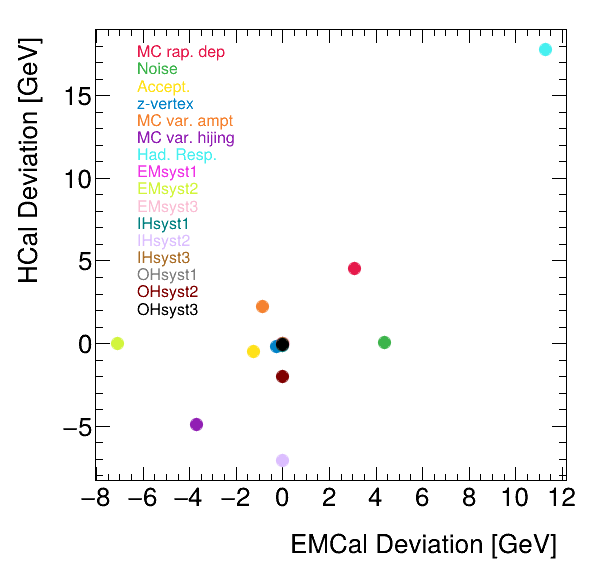 HCal Deviation [GeV]
MC rap. dep
Noise
Accept.
z-vertex
MC var. ampt
MC var. hijing
Had. Resp.
EMsyst1
EMsyst2
EMsyst3
IHsyst1
IHsyst2
IHsyst3
OHsyst1
OHsyst2
OHsyst3
15
10
5
0
−5
−8 −6 −4 −2 0 2 4 6 8 10 12
EMCal Deviation [GeV]